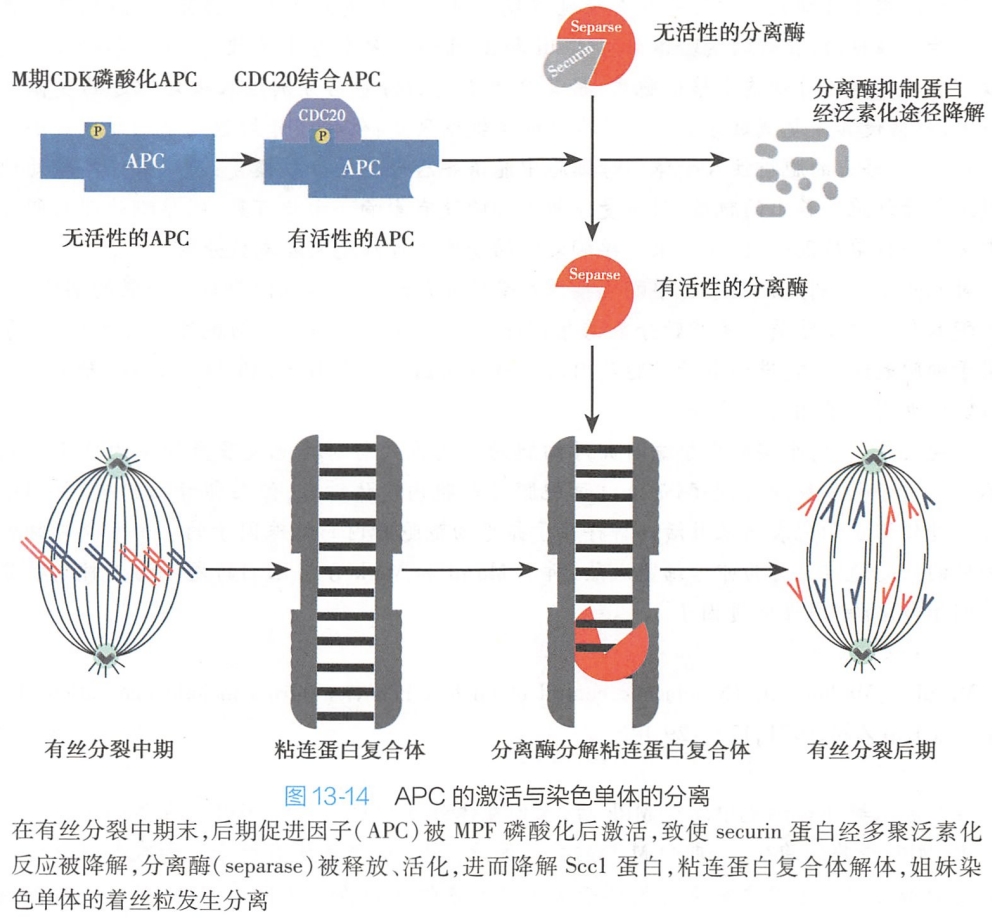 Separse
Securin
无活性的分离酶
M期CDK磷酸化APC
CDC20结合APC
分离酶抑制蛋白
经泛素化途径降解
P
APC
CDC20
P
APC
无活性的APC
有活性的APC
Separse
有活性的分离酶
有丝分裂中期
粘连蛋白复合体
分离酶分解粘连蛋白复合体
有丝分裂后期
图 13-14 APC 的激活与染色单体的分离
在有丝分裂中期末,后期促进因子(APC)被 MPF 磷酸化后激活,致使 securin 蛋白经多聚泛素化
反应被降解,分离酶(separase)被释放、活化,进而降解 Scc1 蛋白,粘连蛋白复合体解体,姐妹染
色单体的着丝粒发生分离